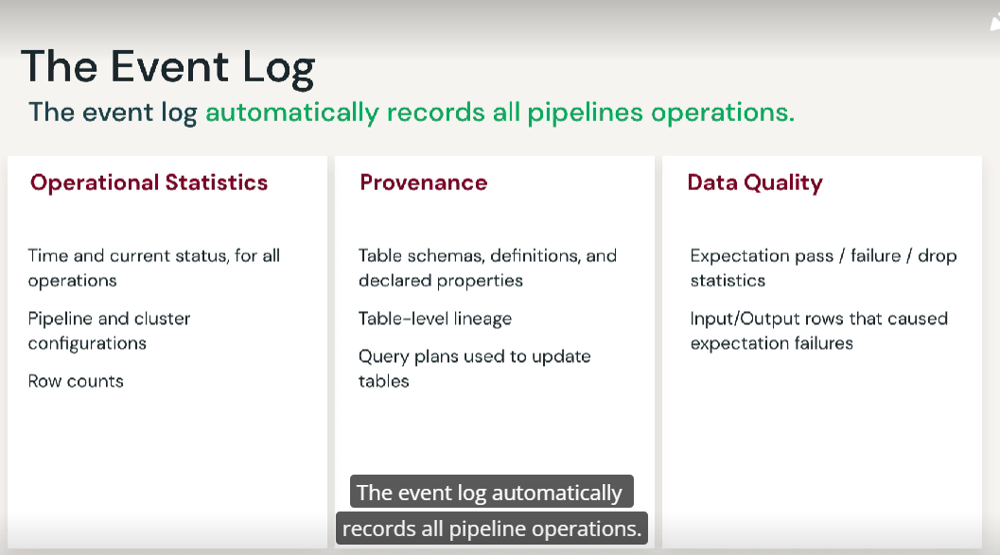 The Event Log
The event log automatically records all pipelines operations.
Operational Statistics
Time and current status, for all
operations
Pipeline and cluster
configurations
Row counts
Provenance
Table schemas, definitions, and
declared properties
Table-level lineage
Query plans used to update
tables
Data Quality
Expectation pass / failure / drop
statistics
Input/Output rows that caused
expectation failures
The event log automatically
records all pipeline operations.